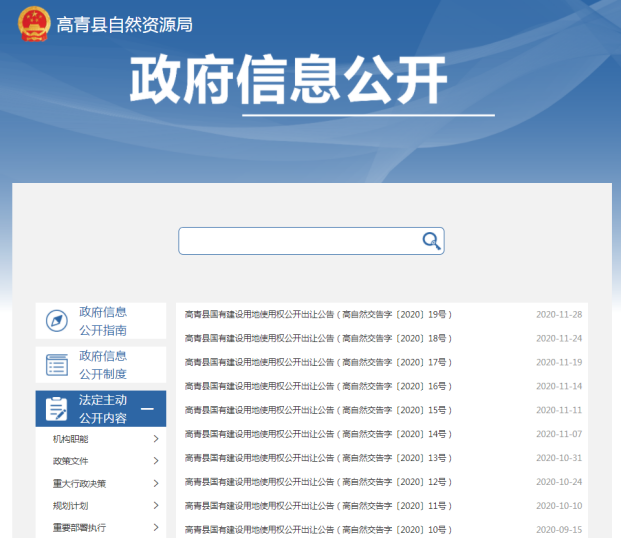 高青县自然资源局
政府信息公开
政府信息
公开指南
政府信息
公开制度
法定主动
公开内容
机构职能
政策文件
重大行政决策
规划计划
重要部署执行
高青县国有建设用地使用权公开出让公告（高自然交告字［2020］19号） 2020-11-28
高青县国有建设用地使用权公开出让公告（高自然交告字［2020］18号） 2020-11-24
高青县国有建设用地使用权公开出让公告（高自然交告字［2020］17号） 2020-11-19
高青县国有建设用地使用权公开出让公告（高自然交告字［2020］16号） 2020-11-14
高青县国有建设用地使用权公开出让公告（高自然交告字［2020］15号） 2020-11-11
高青县国有建设用地使用权公开出让公告（高自然交告字［2020］14号） 2020-11-07
高青县国有建设用地使用权公开出让公告（高自然交告字［2020］13号） 2020-10-31
高青县国有建设用地使用权公开出让公告（高自然交告字［2020］12号） 2020-10-24
高青县国有建设用地使用权公开出让公告（高自然交告字［2020］11号） 2020-10-10
高青县国有建设用地使用权公开出让公告（高自然交告字［2020］10号） 2020-09-15